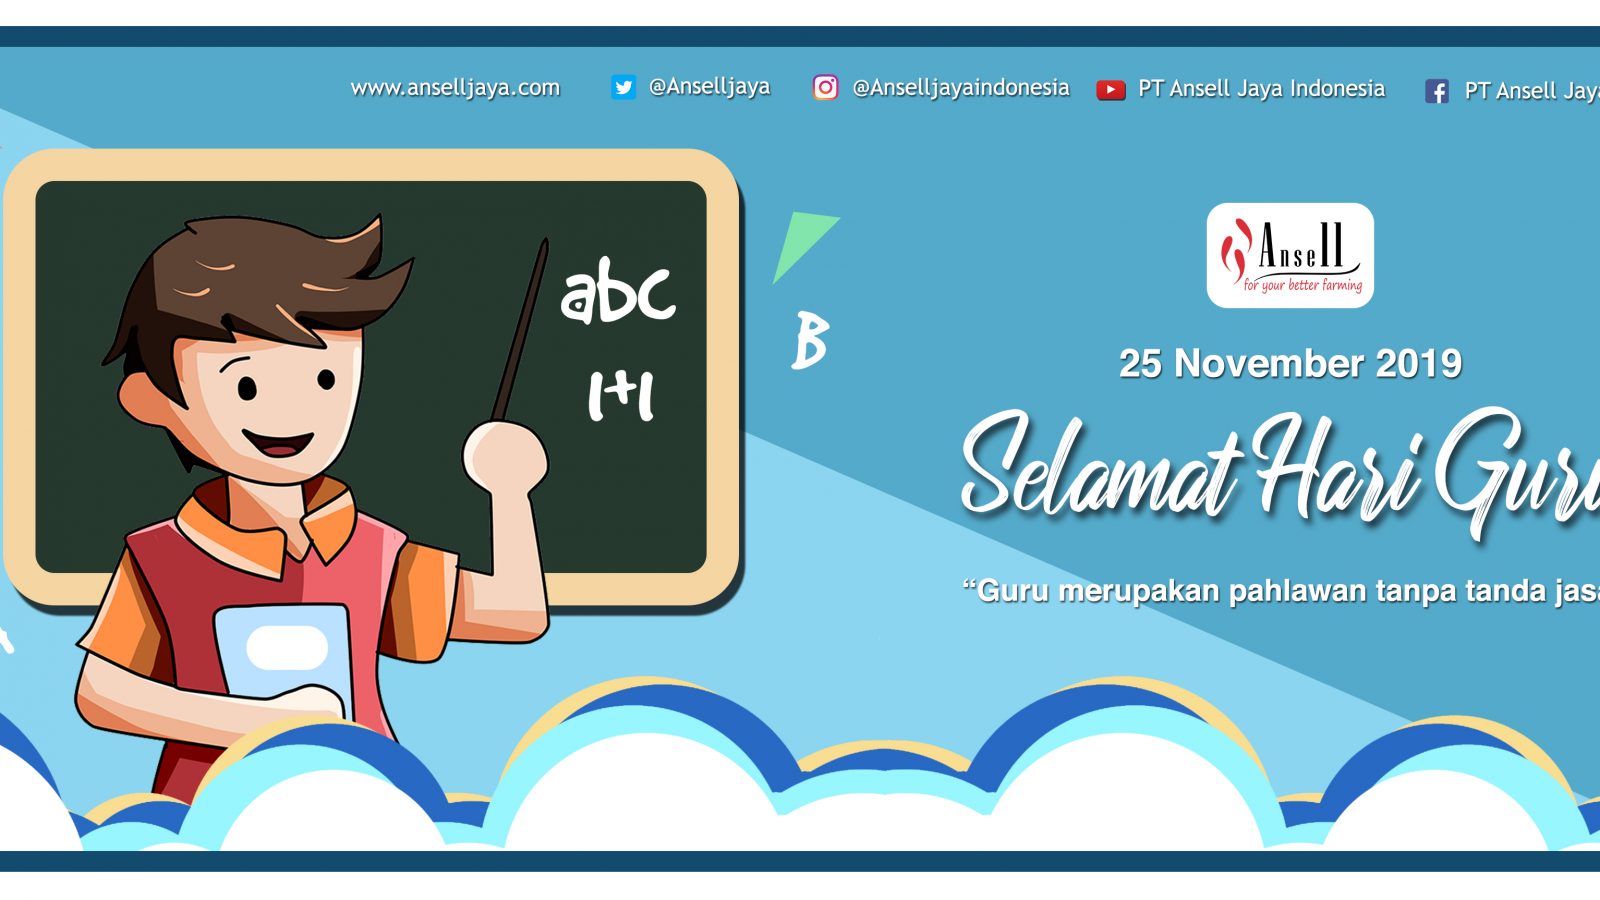 www.anselljaya.com @Anselljaya @Anselljayaindonesia PT Ansell Jaya Indonesia PT Ansell Jaya
Ansell
for your better farming
abc
1+1
B
25 November 2019
Selamat Hari Guru
“Guru merupakan pahlawan tanpa tanda jasa